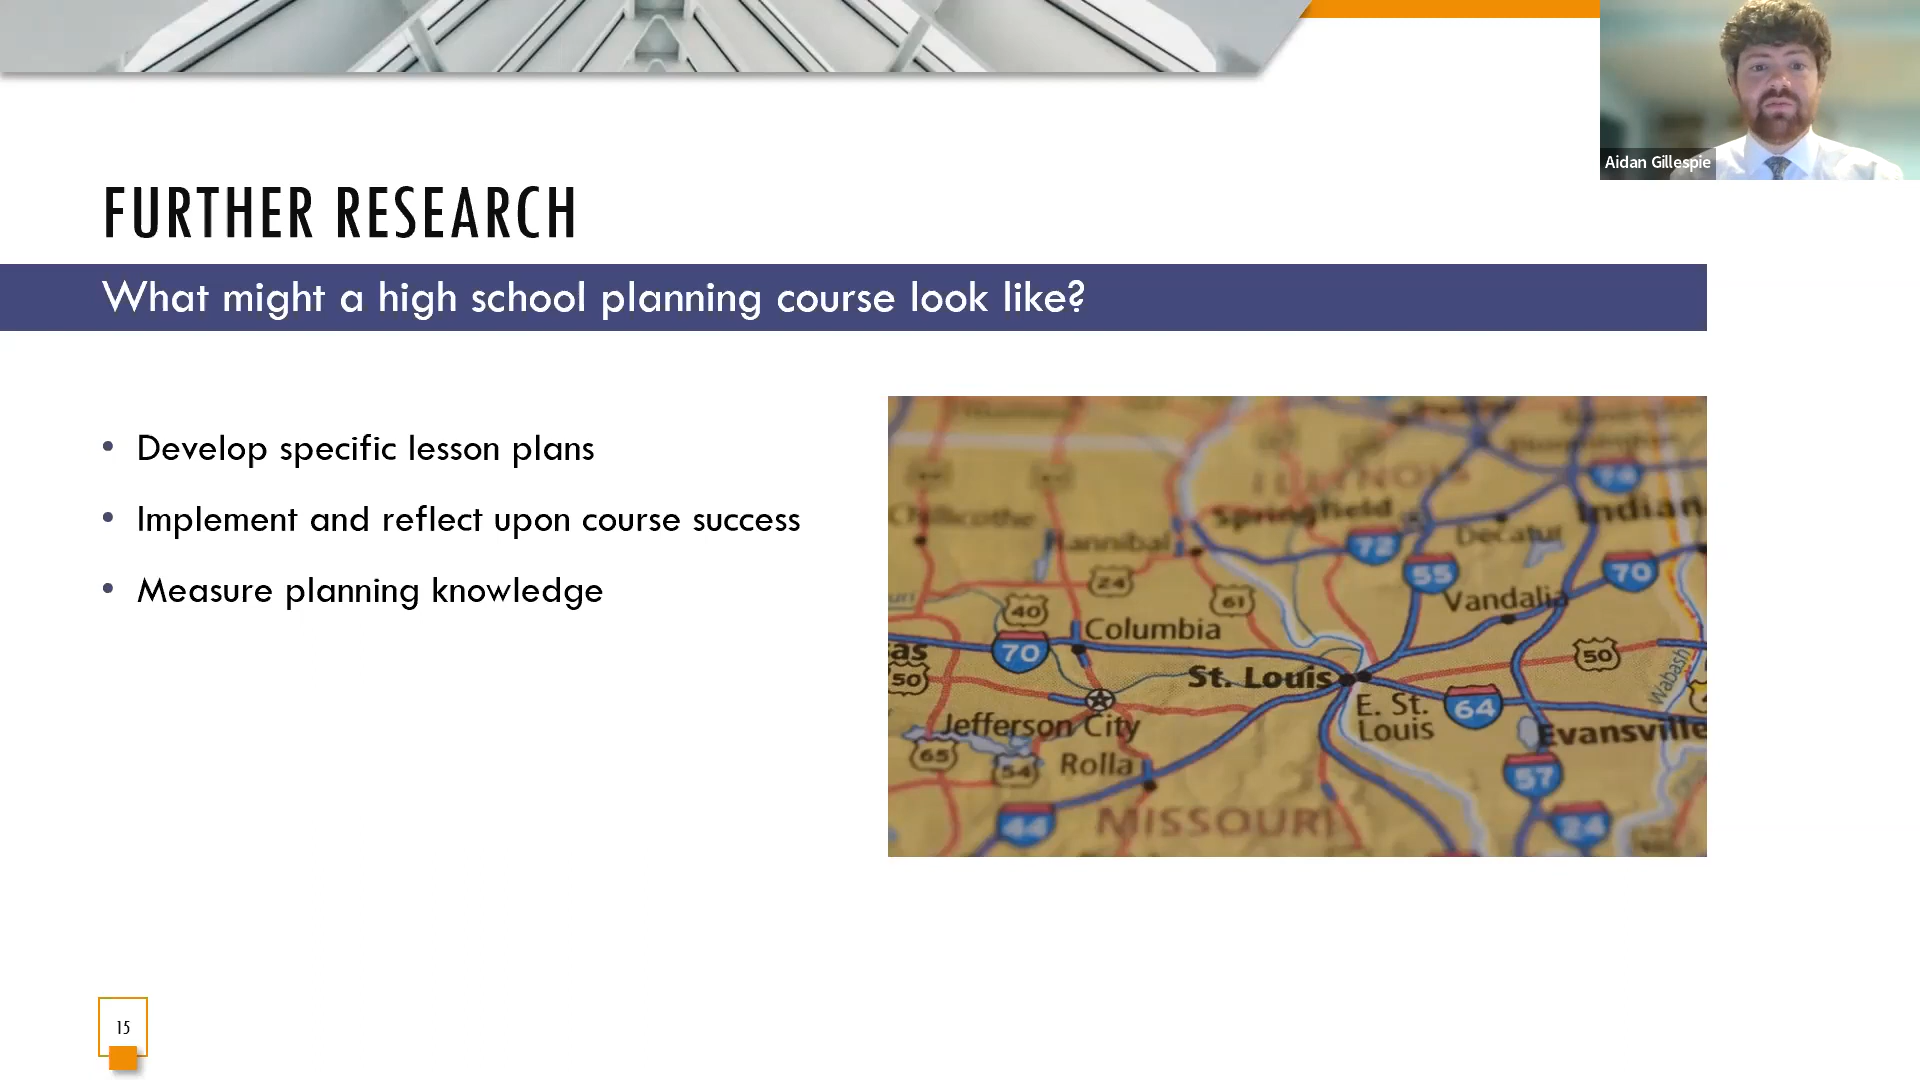 Aidan Gillespie
FURTHER RESEARCH
What might a high school planning course look like?
• Develop specific lesson plans
• Implement and reflect upon course success
• Measure planning knowledge
ILLINOIS
74
Chillicothe
Springfield
Indian
Hannibal
72
Decatur
55
70
24
40
61
Vandalia
Columbia
as
70
50
50
St. Louis
Wabash
E. St.
Louis
64
Jefferson City
Evansville
65
54
Rolla
57
44
MISSOURI
24
15